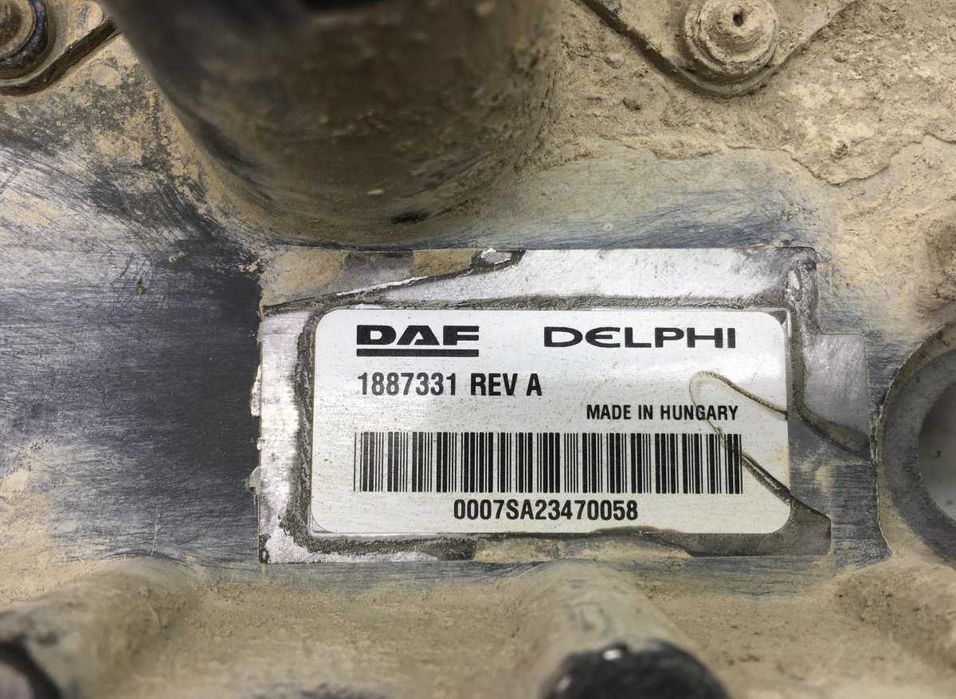 DAF DELPHI
1887331 REV A
MADE IN HUNGARY
0007SA23470058